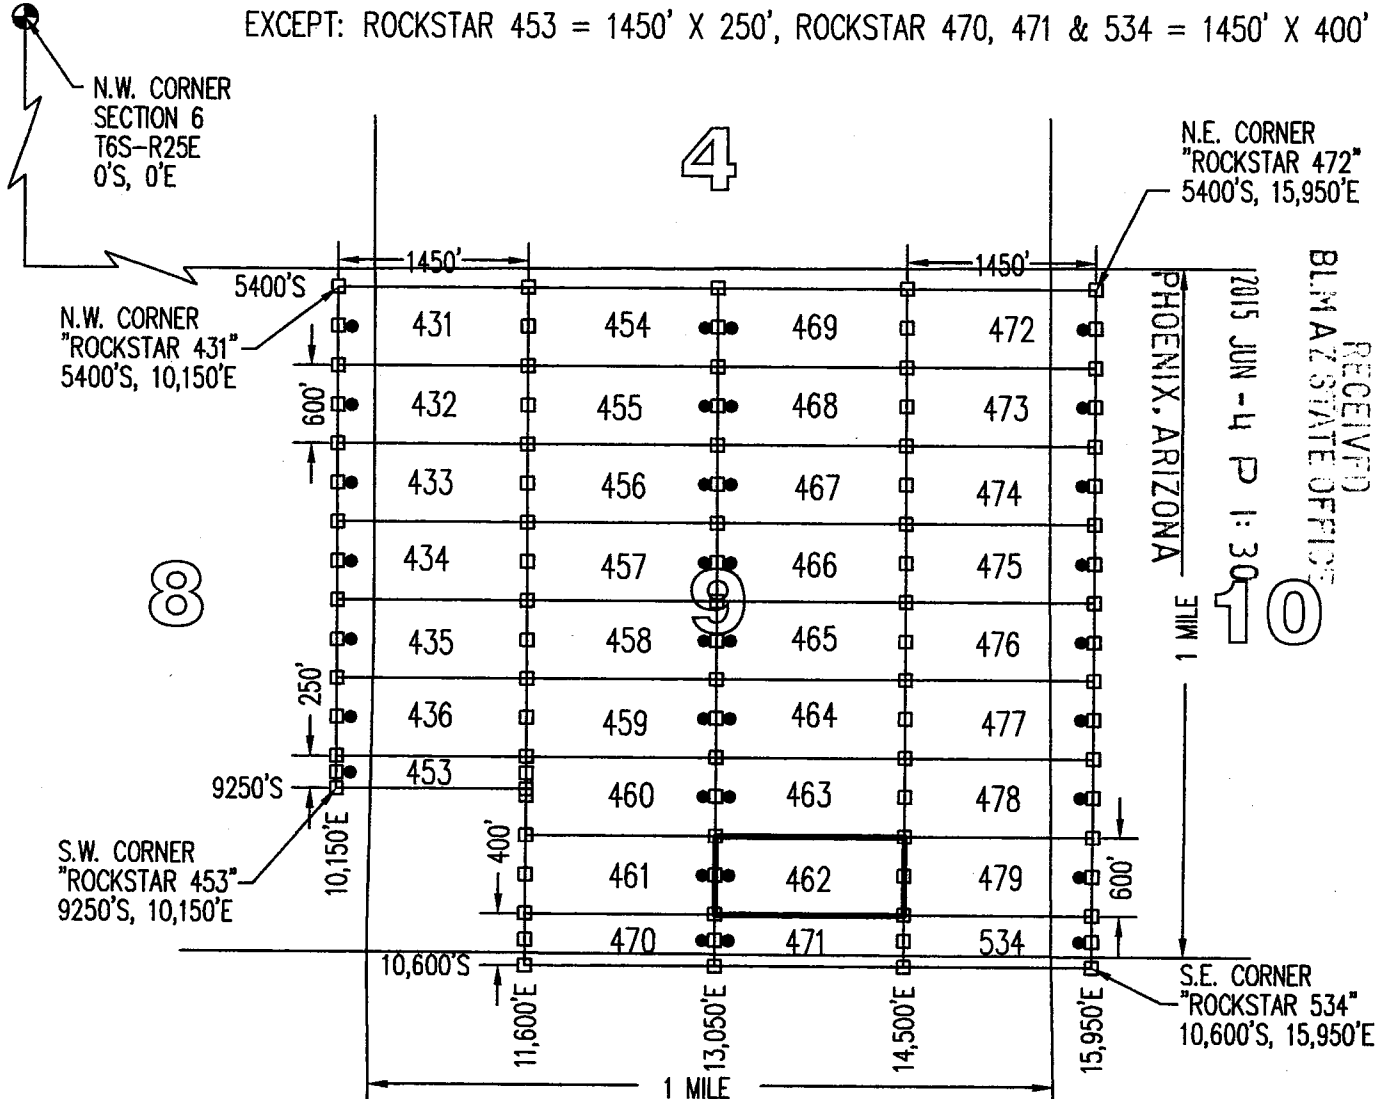 EXCEPT: ROCKSTAR 453 = 1450' X 250', ROCKSTAR 470, 471 & 534 = 1450' X 400'
N.W. CORNER
SECTION 6
T6S-R25E
0'S, 0'E
4
N.E. CORNER
"ROCKSTAR 472"
5400'S, 15,950'E
1450'
1450'
5400'S
N.W. CORNER
"ROCKSTAR 431"
5400'S, 10,150'E
RECEIVED
BLM AZ STATE OFFICE
2015 JUN -4 P 1:30
PHOENIX, ARIZONA
431 454 469 472
600'
432 455 468 473
433 456 467 474
434 457 466 475
8
9
10
1 MILE
435 458 465 476
250'
436 459 464 477
453
9250'S
460 463 478
S.W. CORNER
"ROCKSTAR 453"
9250'S, 10,150'E
10,150'E
400'
461 462 479
600'
470 471 534
10,600'S
S.E. CORNER
"ROCKSTAR 534"
10,600'S, 15,950'E
11,600'E
13,050'E
14,500'E
15,950'E
1 MILE